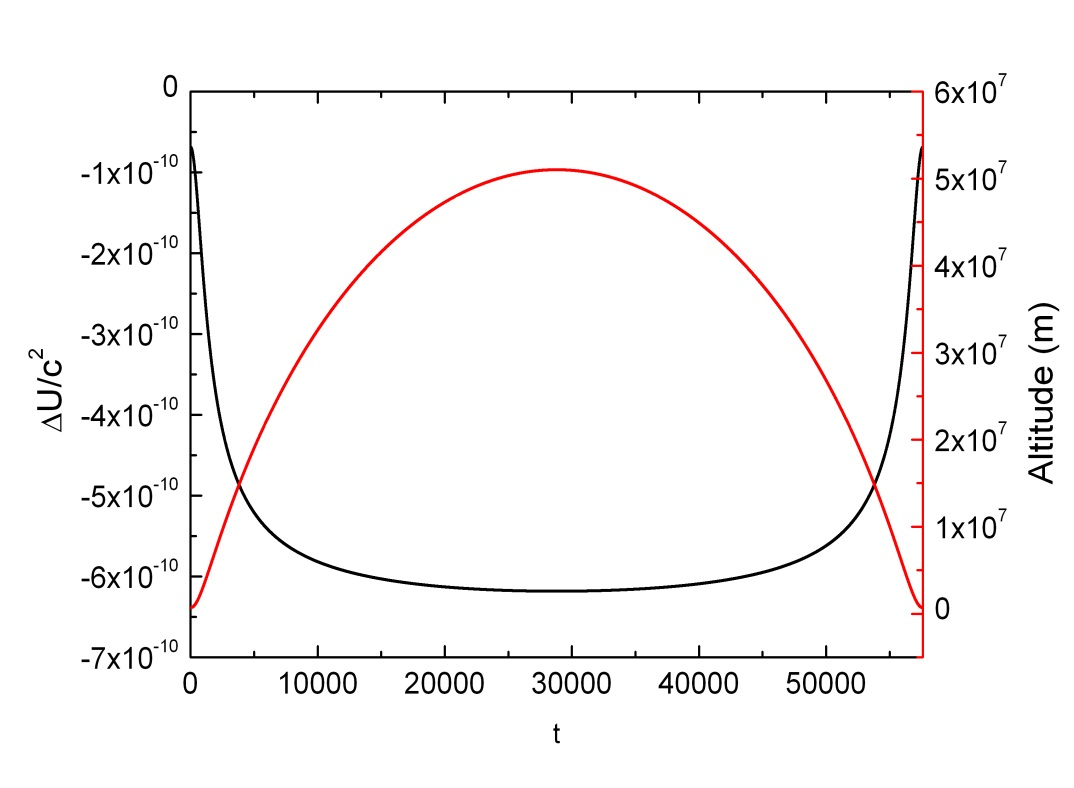 0
-1x10⁻¹⁰
-2x10⁻¹⁰
-3x10⁻¹⁰
-4x10⁻¹⁰
-5x10⁻¹⁰
-6x10⁻¹⁰
-7x10⁻¹⁰
ΔU/c²
0
10000
20000
30000
40000
50000
t
6x10⁷
5x10⁷
4x10⁷
3x10⁷
2x10⁷
1x10⁷
0
Altitude (m)